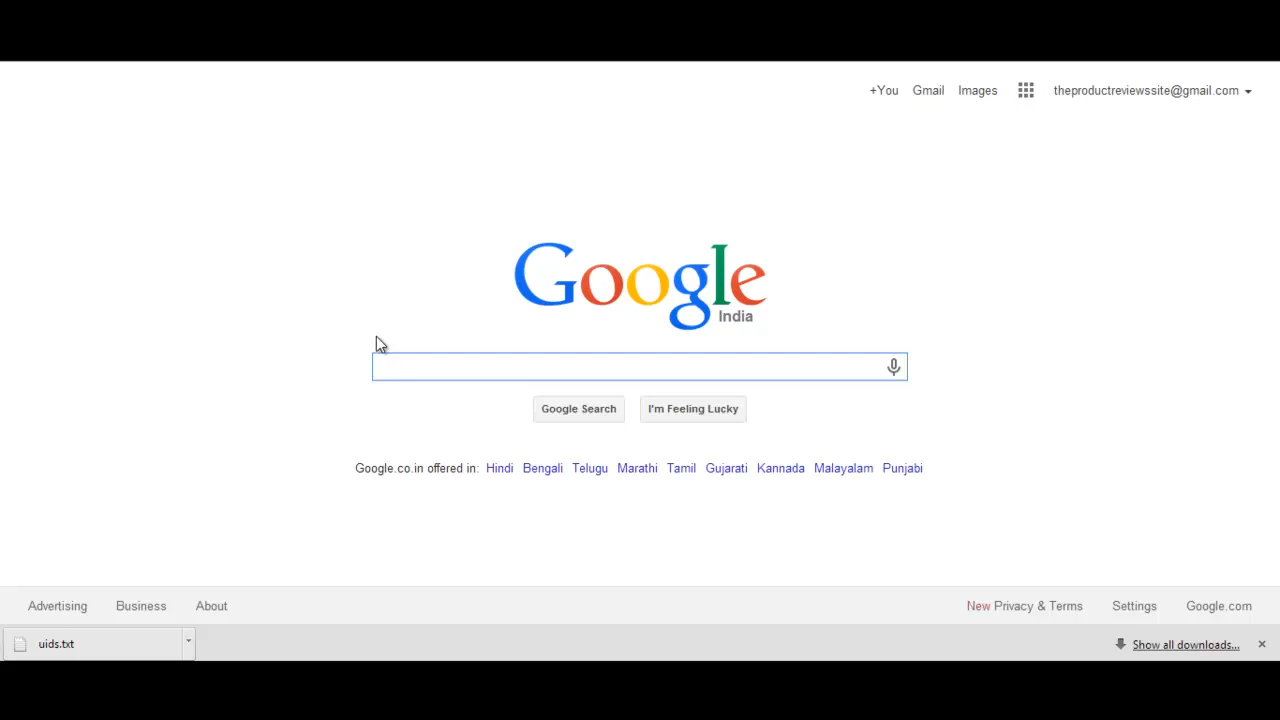 +You Gmail Images theproductreviewssite@gmail.com
Google
India
Google Search I'm Feeling Lucky
Google.co.in offered in: Hindi Bengali Telugu Marathi Tamil Gujarati Kannada Malayalam Punjabi
Advertising Business About New Privacy & Terms Settings Google.com
uids.txt Show all downloads...